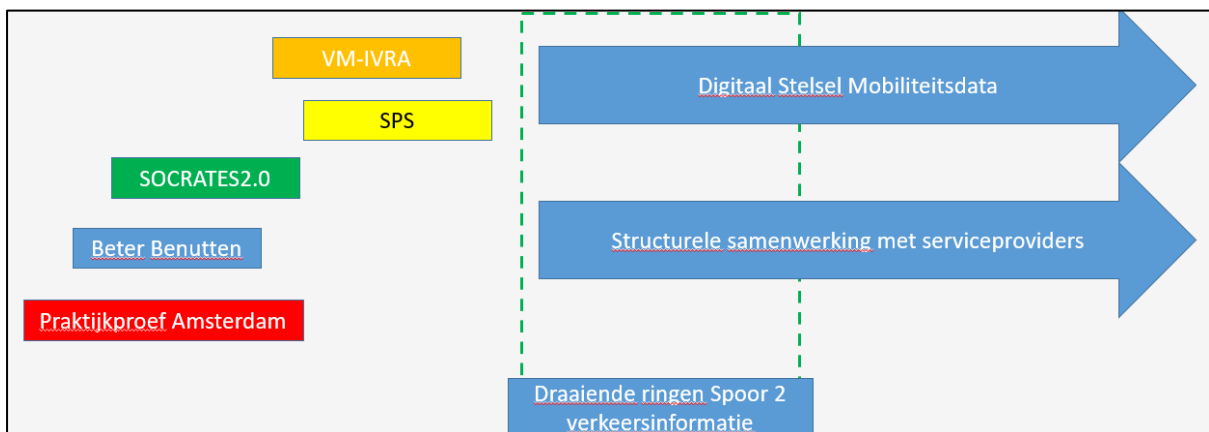 VM-IVRA
Digitaal Stelsel Mobiliteitsdata
SPS
SOCRATES2.0
Beter Benutten
Structurele samenwerking met serviceproviders
Praktijkproef Amsterdam
Draaiende ringen Spoor 2
verkeersinformatie